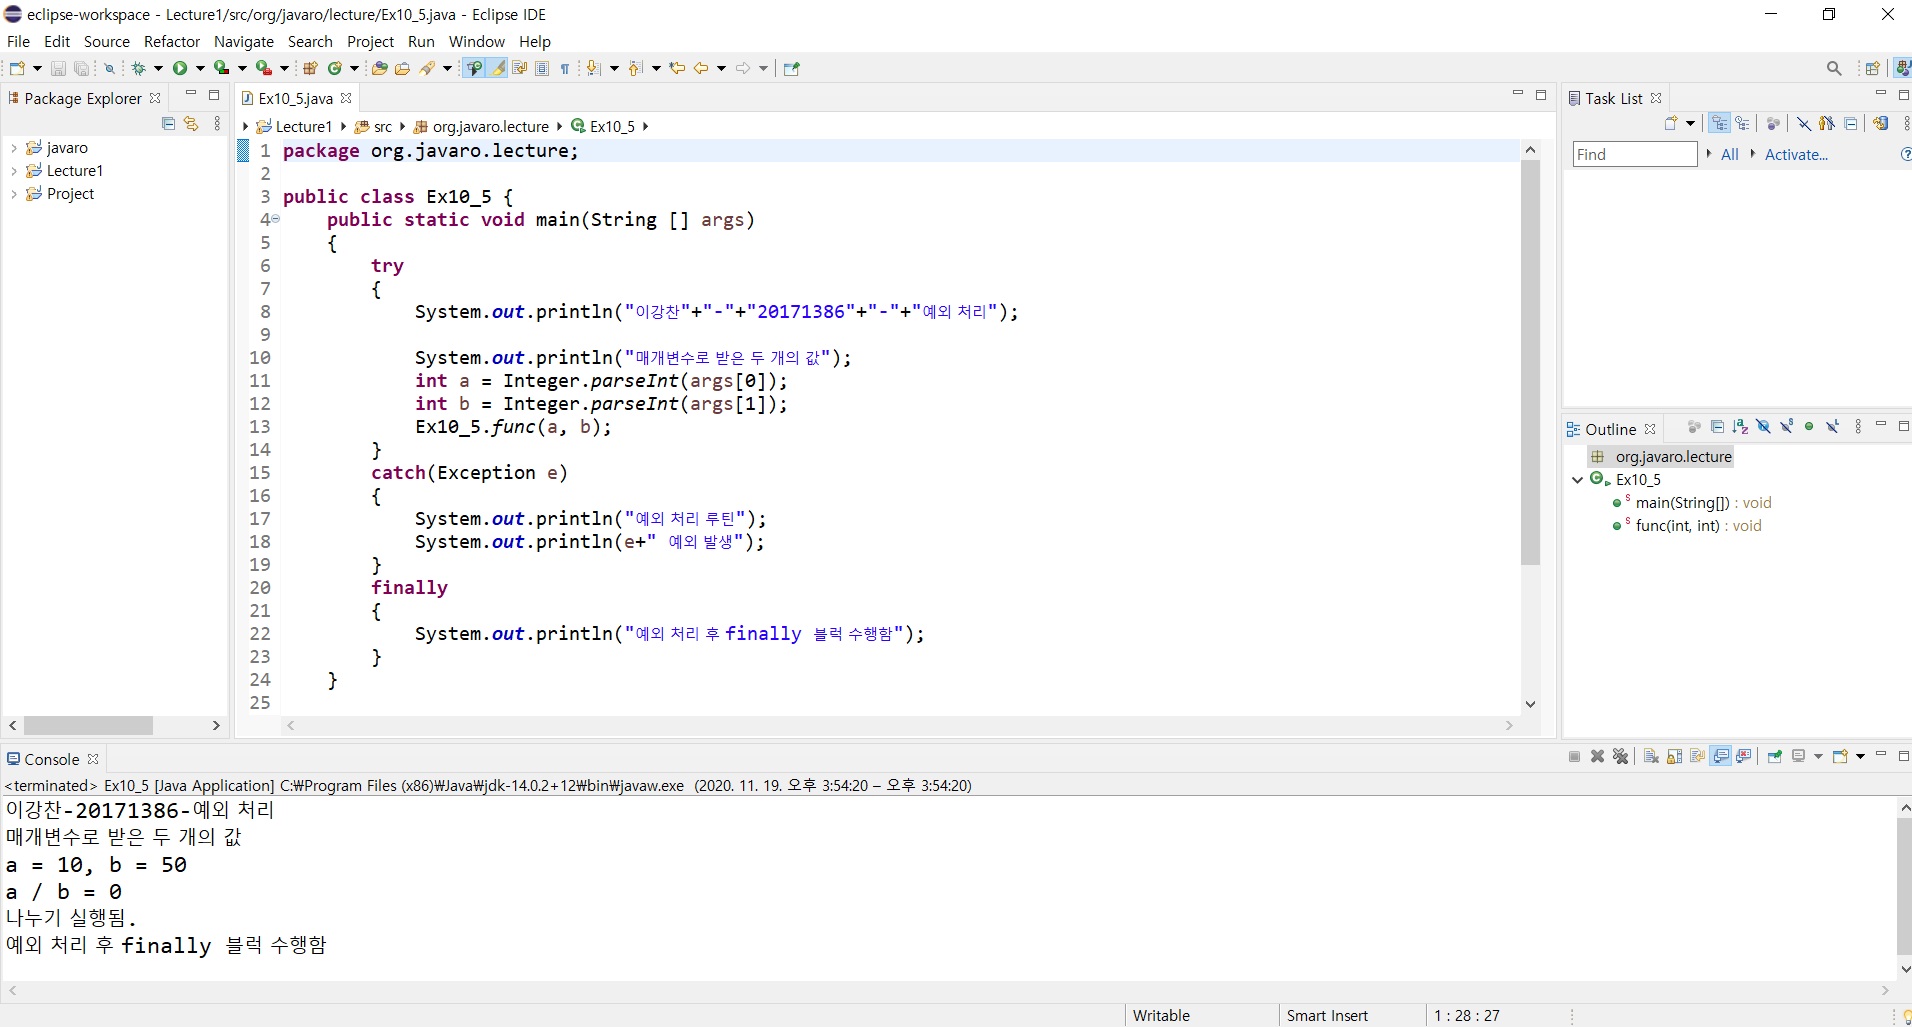 eclipse-workspace - Lecture1/src/org/javaro/lecture/Ex10_5.java - Eclipse IDE
File Edit Source Refactor Navigate Search Project Run Window Help
Package Explorer
javaro
Lecture1
Project
Ex10_5.java
Lecture1 src org.javaro.lecture Ex10_5
1 package org.javaro.lecture;
2
3 public class Ex10_5 {
4 public static void main(String [] args)
5 {
6 try
7 {
8 System.out.println("이강찬"+"-"+"20171386"+"-"+"예외 처리");
9
10 System.out.println("매개변수로 받은 두 개의 값");
11 int a = Integer.parseInt(args[0]);
12 int b = Integer.parseInt(args[1]);
13 Ex10_5.func(a, b);
14 }
15 catch(Exception e)
16 {
17 System.out.println("예외 처리 루틴");
18 System.out.println(e+" 예외 발생");
19 }
20 finally
21 {
22 System.out.println("예외 처리 후 finally 블럭 수행함");
23 }
24 }
25
Task List
Find All Activate...
Outline
org.javaro.lecture
Ex10_5
main(String[]) : void
func(int, int) : void
Console
<terminated> Ex10_5 [Java Application] C:₩Program Files (x86)₩Java₩jdk-14.0.2+12₩bin₩javaw.exe (2020. 11. 19. 오후 3:54:20 – 오후 3:54:20)
이강찬-20171386-예외 처리
매개변수로 받은 두 개의 값
a = 10, b = 50
a / b = 0
나누기 실행됨.
예외 처리 후 finally 블럭 수행함
Writable Smart Insert 1 : 28 : 27